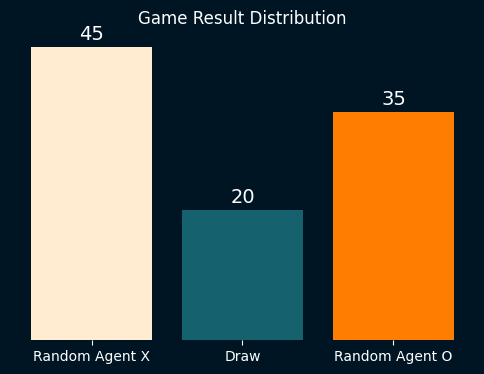 Game Result Distribution
45
20
35
Random Agent X
Draw
Random Agent O